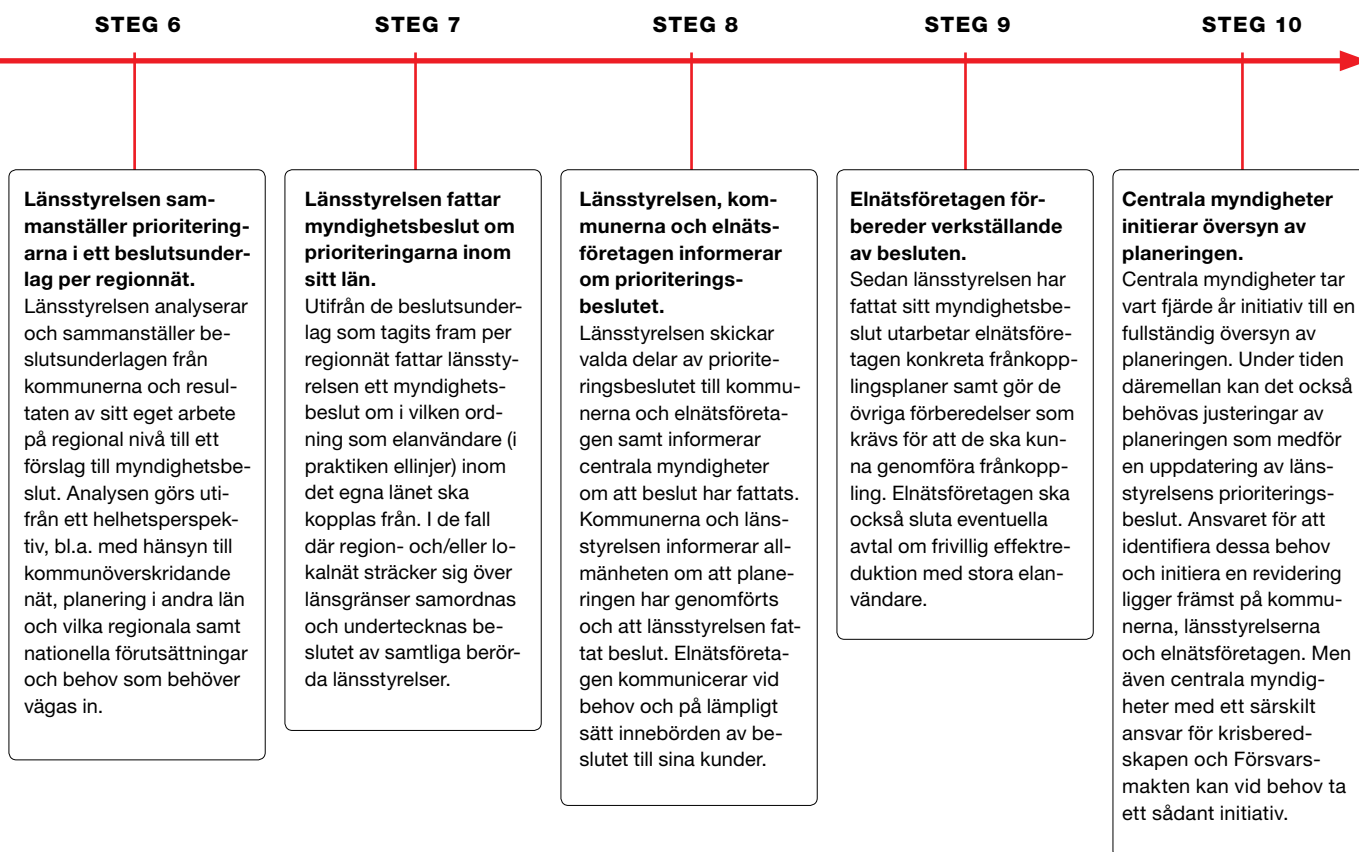 STEG 6
Länsstyrelsen sam-
manställer prioritering-
arna i ett beslutsunder-
lag per regionnät.
Länsstyrelsen analyserar
och sammanställer be-
slutsunderlagen från
kommunerna och resul-
taten av sitt eget arbete
på regional nivå till ett
förslag till myndighetsbe-
slut. Analysen görs uti-
från ett helhetsperspek-
tiv, bl.a. med hänsyn till
kommunöverskridande
nät, planering i andra län
och vilka regionala samt
nationella förutsättningar
och behov som behöver
vägas in.
STEG 7
Länsstyrelsen fattar
myndighetsbeslut om
prioriteringarna inom
sitt län.
Utifrån de beslutsunder-
lag som tagits fram per
regionnät fattar länssty-
relsen ett myndighets-
beslut om i vilken ord-
ning som elanvändare (i
praktiken ellinjer) inom
det egna länet ska
kopplas från. I de fall
där region- och/eller lo-
kalnät sträcker sig över
länsgränser samordnas
och undertecknas be-
slutet av samtliga berör-
da länsstyrelser.
STEG 8
Länsstyrelsen, kom-
munerna och elnäts-
företagen informerar
om prioriterings-
beslutet.
Länsstyrelsen skickar
valda delar av priorite-
ringsbeslutet till kommu-
nerna och elnätsföreta-
gen samt informerar
centrala myndigheter
om att beslut har fattats.
Kommunerna och läns-
styrelsen informerar all-
mänheten om att plane-
ringen har genomförts
och att länsstyrelsen fat-
tat beslut. Elnätsföreta-
gen kommunicerar vid
behov och på lämpligt
sätt innebörden av be-
slutet till sina kunder.
STEG 9
Elnätsföretagen för-
bereder verkställande
av besluten.
Sedan länsstyrelsen har
fattat sitt myndighetsbe-
slut utarbetar elnätsföre-
tagen konkreta frånkopp-
lingsplaner samt gör de
övriga förberedelser som
krävs för att de ska kun-
na genomföra frånkopp-
ling. Elnätsföretagen ska
också sluta eventuella
avtal om frivillig effektre-
duktion med stora elan-
vändare.
STEG 10
Centrala myndigheter
initierar översyn av
planeringen.
Centrala myndigheter tar
vart fjärde år initiativ till en
fullständig översyn av
planeringen. Under tiden
däremellan kan det också
behövas justeringar av
planeringen som medför
en uppdatering av läns-
styrelsens prioriterings-
beslut. Ansvaret för att
identifiera dessa behov
och initiera en revidering
ligger främst på kommu-
nerna, länsstyrelserna
och elnätsföretagen. Men
även centrala myndig-
heter med ett särskilt
ansvar för krisbered-
skapen och Försvars-
makten kan vid behov ta
ett sådant initiativ.